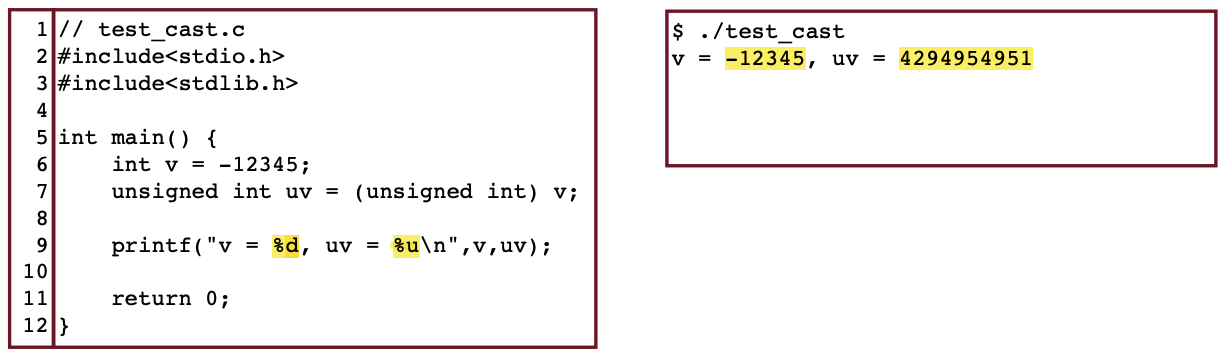 1 // test_cast.c
2 #include<stdio.h>
3 #include<stdlib.h>
4
5 int main() {
6     int v = -12345;
7     unsigned int uv = (unsigned int) v;
8
9     printf("v = %d, uv = %u\n",v,uv);
10
11     return 0;
12 }
$ ./test_cast
v = -12345, uv = 4294954951